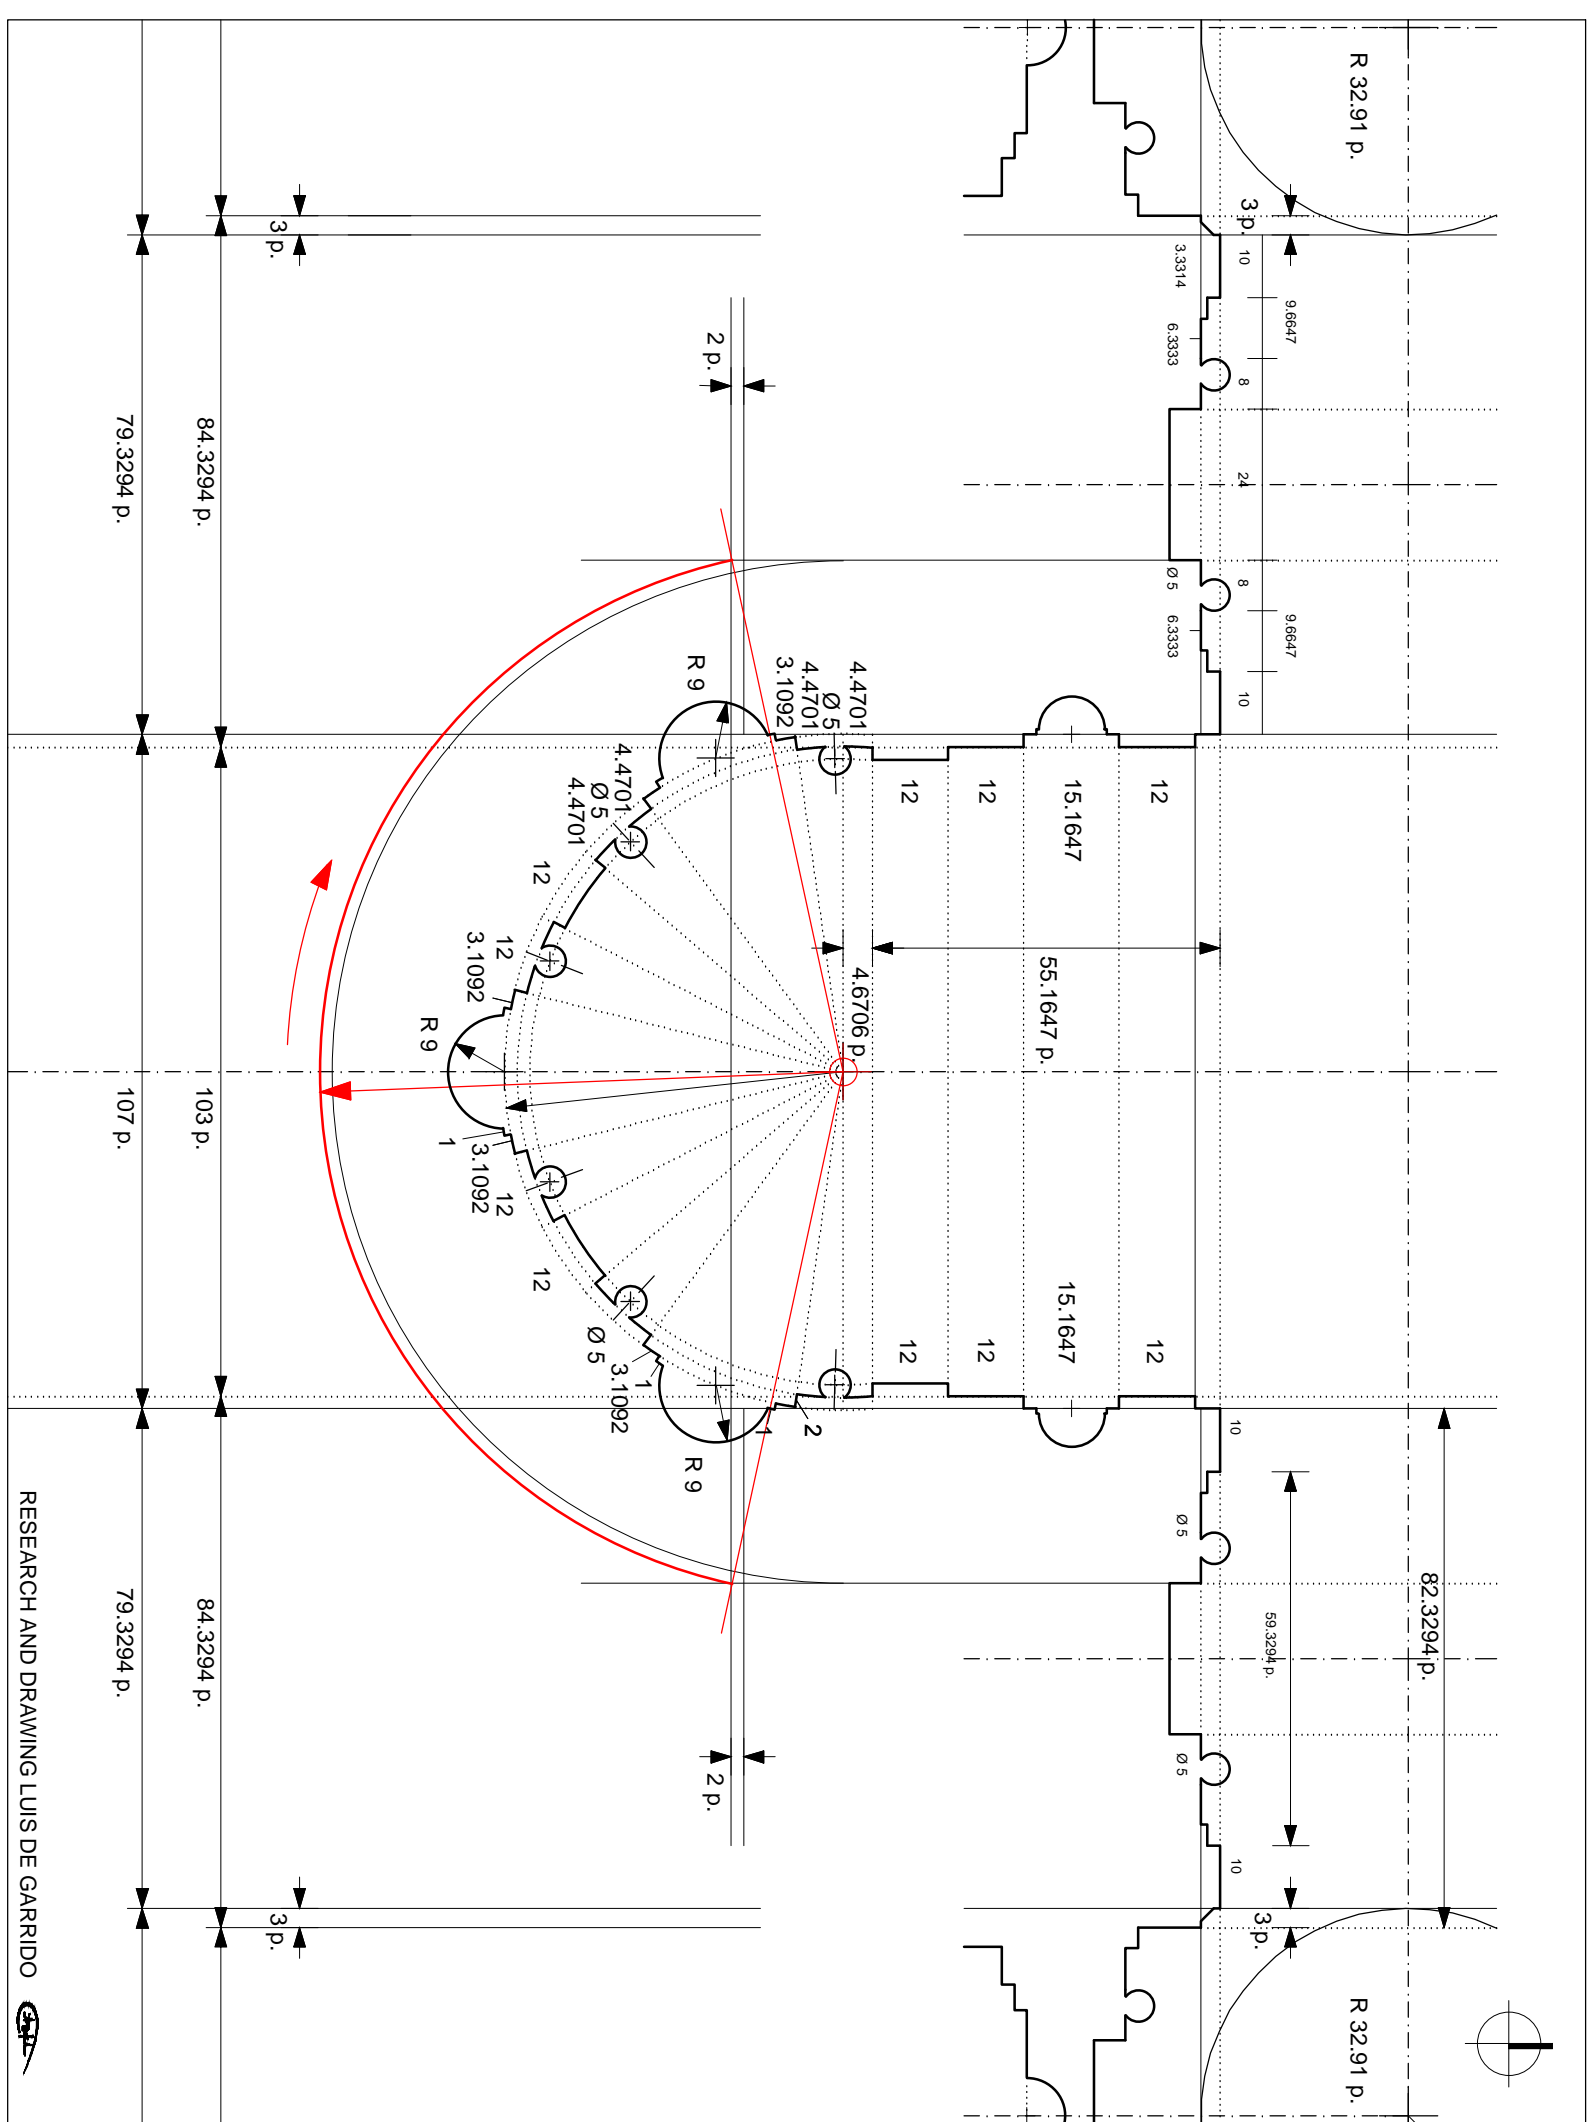 R 32.91 p.
3 p.
3 p.
10
3.3314
9.6647
6.3333
8
24
8
Ø 5
9.6647
6.3333
10
2 p.
84.3294 p.
79.3294 p.
R 9
4.4701
Ø 5
4.4701
3.1092
4.4701
Ø 5
4.4701
12
12
3.1092
R 9
12
12
15.1647
12
4.6706 p.
55.1647 p.
103 p.
107 p.
1
3.1092
12
12
Ø 5
3.1092
1
R 9
1
2
12
12
15.1647
12
10
Ø 5
59.3294 p.
82.3294 p.
Ø 5
10
2 p.
84.3294 p.
79.3294 p.
3 p.
3 p.
R 32.91 p.
RESEARCH AND DRAWING LUIS DE GARRIDO